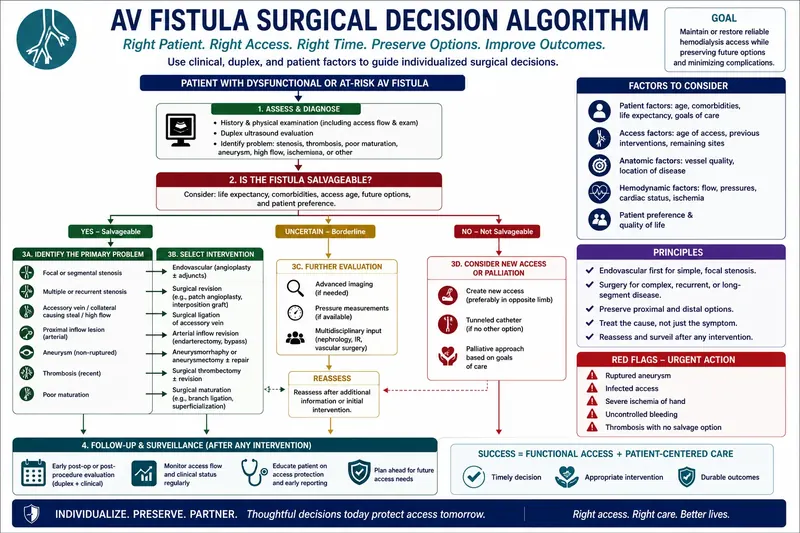 AV FISTULA SURGICAL DECISION ALGORITHM
Right Patient. Right Access. Right Time. Preserve Options. Improve Outcomes.
Use clinical, duplex, and patient factors to guide individualized surgical decisions.
GOAL
Maintain or restore reliable
hemodialysis access while
preserving future options
and minimizing complications.
PATIENT WITH DYSFUNCTIONAL OR AT-RISK AV FISTULA
1. ASSESS & DIAGNOSE
• History & physical examination (including access flow & exam)
• Duplex ultrasound evaluation
• Identify problem: stenosis, thrombosis, poor maturation,
aneurysm, high flow, ischemina, or other
2. IS THE FISTULA SALVAGEABLE?
Consider: life expectancy, comorbidities, access age, future options,
and patient preference.
YES – Salvageable
UNCERTAIN – Borderline
NO – Not Salvageable
3A. IDENTIFY THE PRIMARY PROBLEM
Focal or segmental stenosis
Multiple or recurrent stenosis
Accessory vein / collateral
causing steal / high flow
Proximal inflow lesion
(arterial)
Aneurysm (non-ruptured)
Thrombosis (recent)
Poor maturation
3B. SELECT INTERVENTION
Endovascular (angioplasty
± adjuncts)
Surgical revision
(e.g., patch angioplasty,
interposition graft)
Surgical ligation
of accessory vein
Arterial inflow revision
(endarterectomy, bypass)
Aneurysmorhaphy or
aneurysmectomy ± repair
Surgical thrombectomy
± revision
Surgical maturation
(e.g., branch ligation,
superficialization)
3C. FURTHER EVALUATION
Advanced imaging
(if needed)
Pressure measurements
(if available)
Multidisciplinary input
(nephrology, IR,
vascular surgery)
REASSESS
Reassess after additional
information or initial
intervention.
3D. CONSIDER NEW ACCESS
OR PALLIATION
Create new access
(preferably in opposite limb)
Tunneled catheter
(if no other option)
Palliative approach
based on goals
of care
FACTORS TO CONSIDER
Patient factors: age, comorbidities,
life expectancy, goals of care
Access factors: age of access, previous
interventions, remaining sites
Anatomic factors: vessel quality,
location of disease
Hemodynamic factors: flow, pressures,
cardiac status, ischemia
Patient preference &
quality of life
PRINCIPLES
✓ Endovascular first for simple, focal stenosis.
✓ Surgery for complex, recurrent, or long-
segment disease.
✓ Preserve proximal and distal options.
✓ Treat the cause, not just the symptom.
✓ Reassess and surveil after any intervention.
RED FLAGS – URGENT ACTION
Ruptured aneurysm
Infected access
Severe ischemia of hand
Uncontrolled bleeding
Thrombosis with no salvage option
4. FOLLOW-UP & SURVEILLANCE (AFTER ANY INTERVENTION)
Early post-op or post-
procedure evaluation
(duplex + clinical)
Monitor access flow
and clinical status
regularly
Educate patient on
access protection
and early reporting
Plan ahead for future
access needs
SUCCESS = FUNCTIONAL ACCESS + PATIENT-CENTERED CARE
Timely decision
Appropriate intervention
Durable outcomes
INDIVIDUALIZE. PRESERVE. PARTNER. Thoughtful decisions today protect access tomorrow.
Right access. Right care. Better lives.